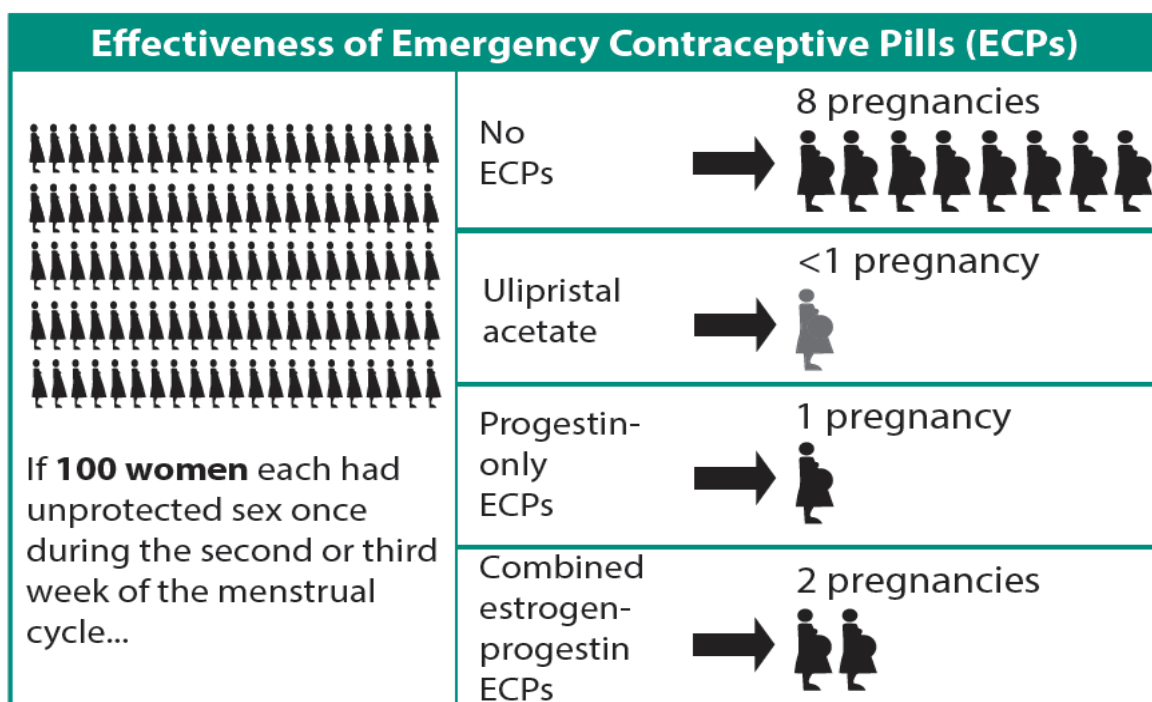 Effectiveness of Emergency Contraceptive Pills (ECPs)
If 100 women each had
unprotected sex once
during the second or third
week of the menstrual
cycle...
No
ECPs
8 pregnancies
Ulipristal
acetate
<1 pregnancy
Progestin-
only
ECPs
1 pregnancy
Combined
estrogen-
progestin
ECPs
2 pregnancies